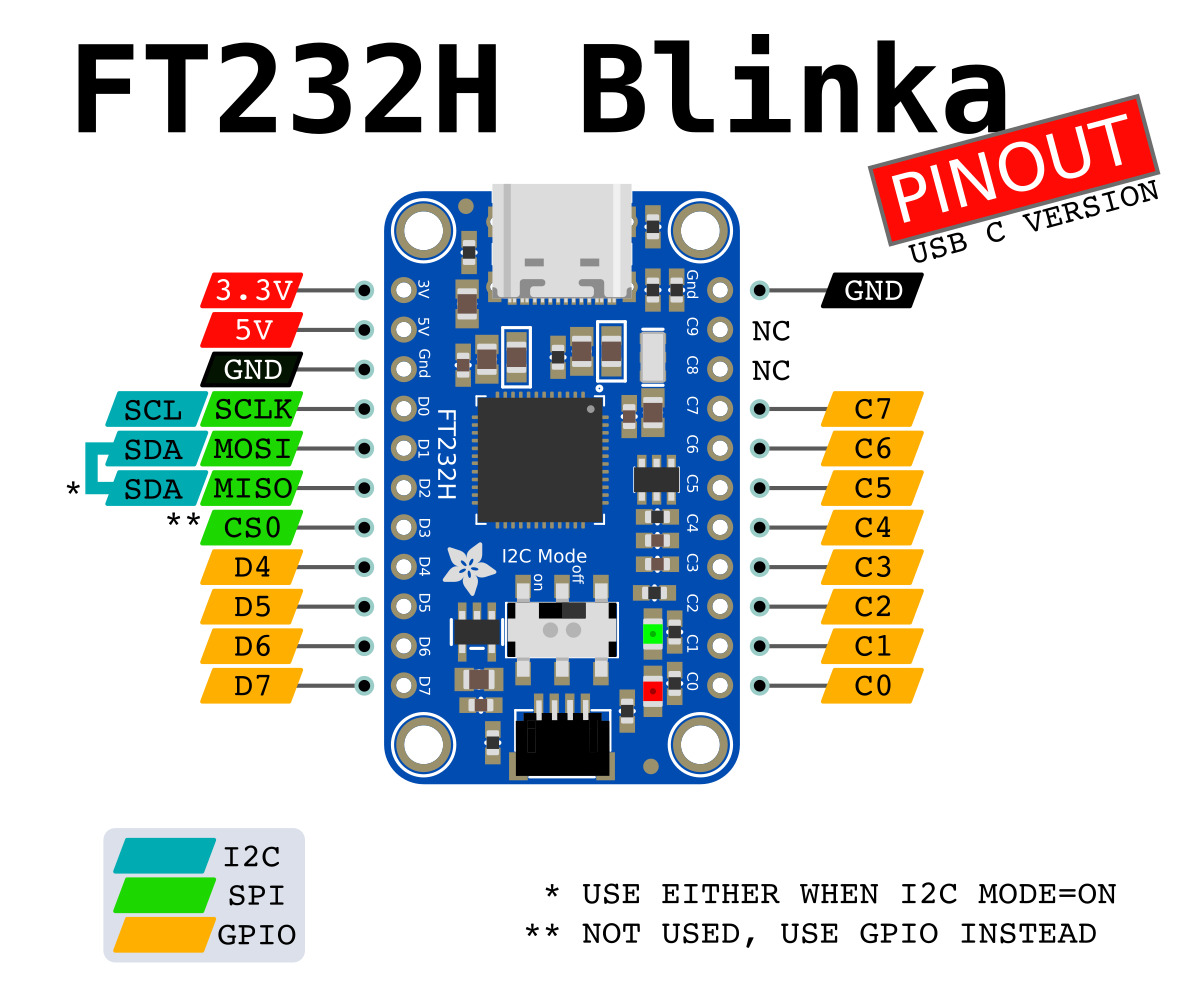 FT232H Blinka
PINOUT
USB C VERSION
3.3V
5V
GND
SCL SCLK
SDA MOSI
* SDA MISO
** CS0
D4
D5
D6
D7
3V
5V
Gnd
D0
D1
D2
D3
D4
D5
D6
D7
FT232H
I2C Mode
on
off
Gnd
C9
C8
C7
C6
C5
C4
C3
C2
C1
C0
GND
NC
NC
C7
C6
C5
C4
C3
C2
C1
C0
I2C
SPI
GPIO
* USE EITHER WHEN I2C MODE=ON
** NOT USED, USE GPIO INSTEAD